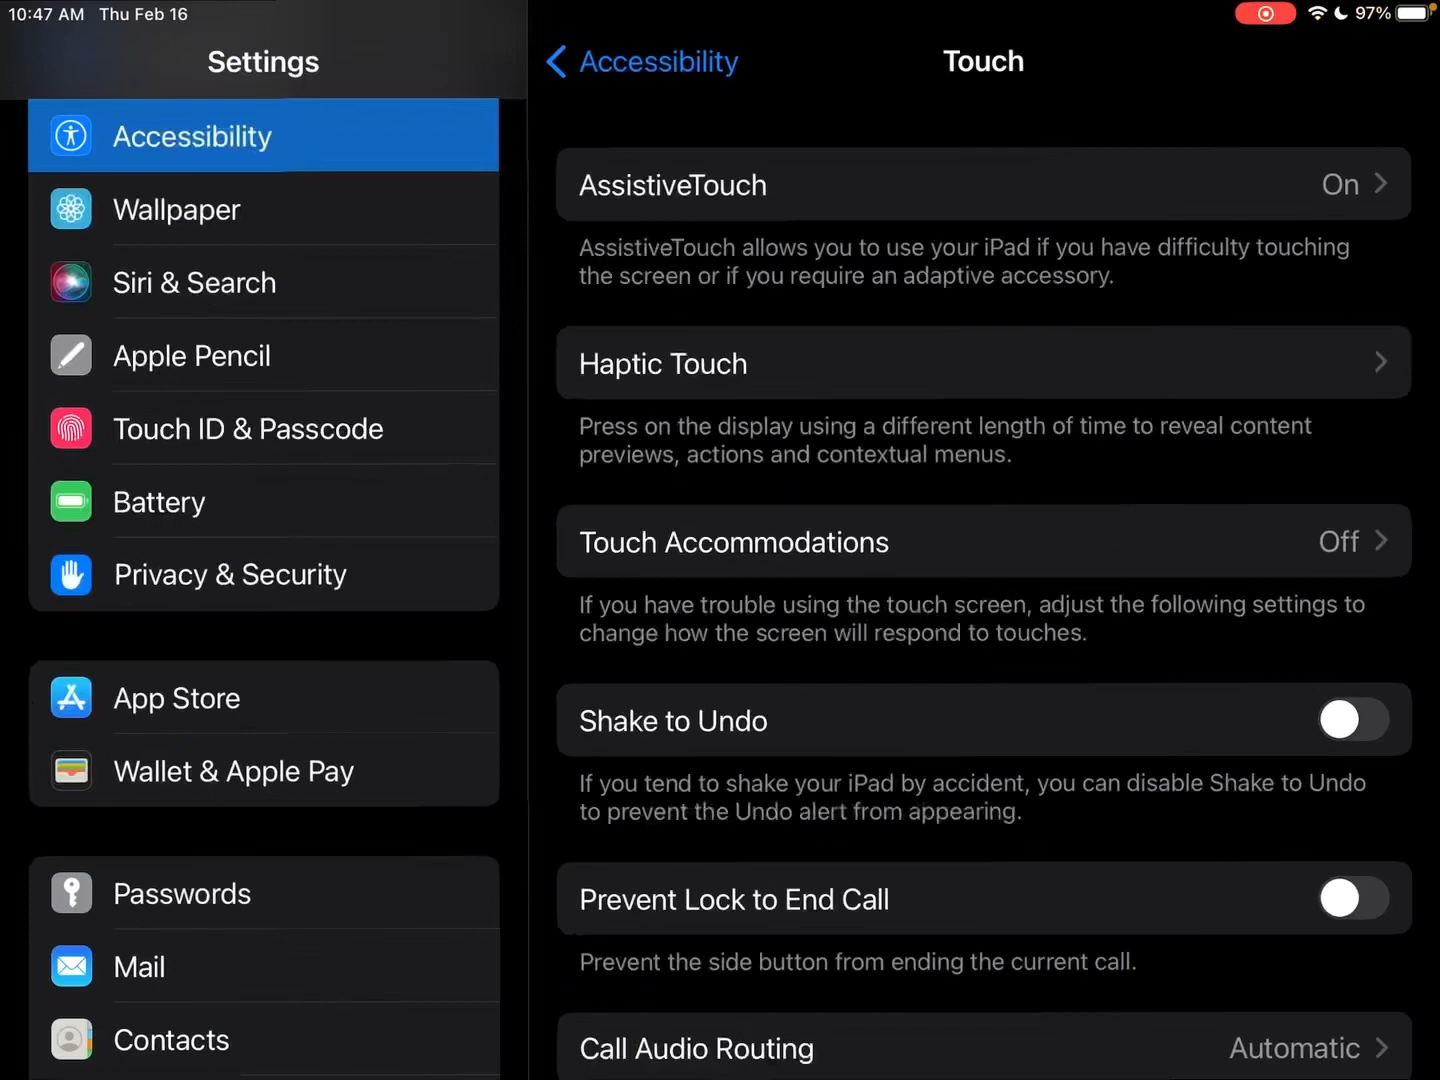 10:47 AM Thu Feb 16
97%
Settings
Accessibility
Wallpaper
Siri & Search
Apple Pencil
Touch ID & Passcode
Battery
Privacy & Security
App Store
Wallet & Apple Pay
Passwords
Mail
Contacts
Accessibility
Touch
AssistiveTouch On
AssistiveTouch allows you to use your iPad if you have difficulty touching
the screen or if you require an adaptive accessory.
Haptic Touch
Press on the display using a different length of time to reveal content
previews, actions and contextual menus.
Touch Accommodations Off
If you have trouble using the touch screen, adjust the following settings to
change how the screen will respond to touches.
Shake to Undo
If you tend to shake your iPad by accident, you can disable Shake to Undo
to prevent the Undo alert from appearing.
Prevent Lock to End Call
Prevent the side button from ending the current call.
Call Audio Routing Automatic